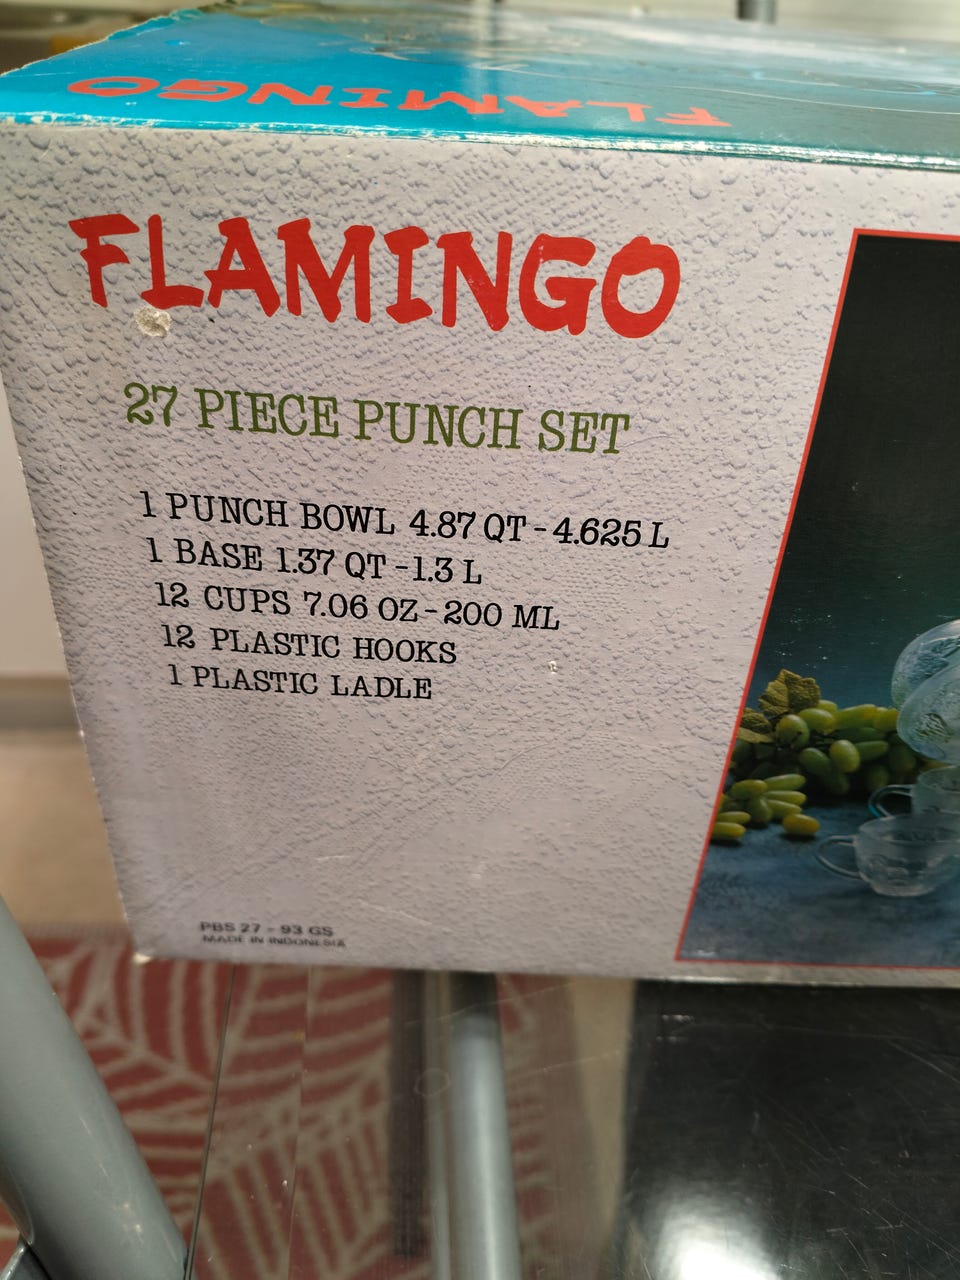 FLAMINGO
FLAMINGO
27 PIECE PUNCH SET
1 PUNCH BOWL 4.87 QT - 4.625 L
1 BASE 1.37 QT - 1.3 L
12 CUPS 7.06 OZ - 200 ML
12 PLASTIC HOOKS
1 PLASTIC LADLE
PBS 27 - 93 GS
MADE IN INDONESIA